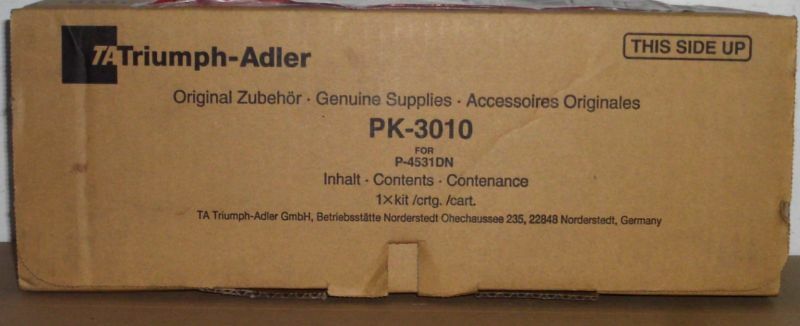 TA Triumph-Adler
THIS SIDE UP
Original Zubehör · Genuine Supplies · Accessoires Originales
PK-3010
FOR
P-4531DN
Inhalt · Contents · Contenance
1×kit /crtg. /cart.
TA Triumph-Adler GmbH, Betriebsstätte Norderstedt Ohechaussee 235, 22848 Norderstedt, Germany